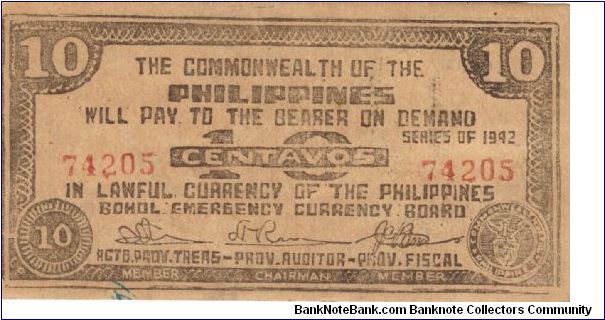 10 10
THE COMMONWEALTH OF THE
PHILIPPINES
WILL PAY TO THE BEARER ON DEMAND
SERIES OF 1942
10
CENTAVOS
74205 74205
IN LAWFUL CURRENCY OF THE PHILIPPINES
BOHOL EMERGENCY CURRENCY BOARD
10
COMMONWEALTH PHILIPPINES
ACTG.PROV.TREAS-PROV.AUDITOR-PROV.FISCAL
MEMBER CHAIRMAN MEMBER
BankNoteBank.com Banknote Collectors Community